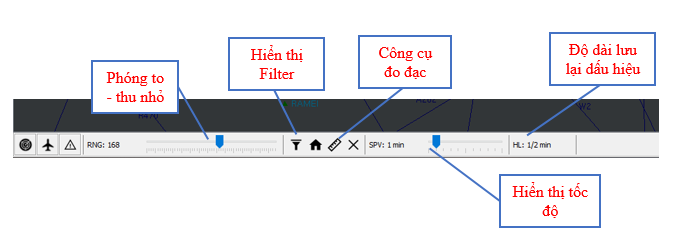 Hiển thị
Filter
Công cụ
đo đạc
Độ dài lưu
lại dấu hiệu
Phóng to
- thu nhỏ
RNG: 168
SPV: 1 min
HL: 1/2 min
Hiển thị tốc
độ